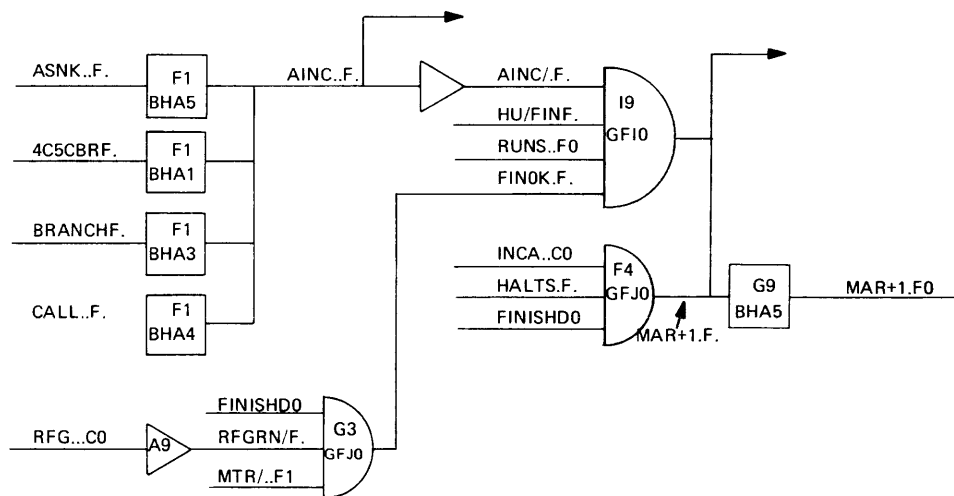 ASNK..F.
F1
BHA5
AINC..F.
AINC/.F.
I9
GFI0
HU/FINF.
RUNS..F0
FIN0K.F.
4C5CBRF.
F1
BHA1
BRANCHF.
F1
BHA3
INCA..C0
F4
GFJ0
HALTS.F.
FINISHD0
G9
BHA5
MAR+1.F0
MAR+1.F.
CALL..F.
F1
BHA4
FINISHD0
G3
GFJ0
RFG...C0
A9
RFGRN/F.
MTR/..F1